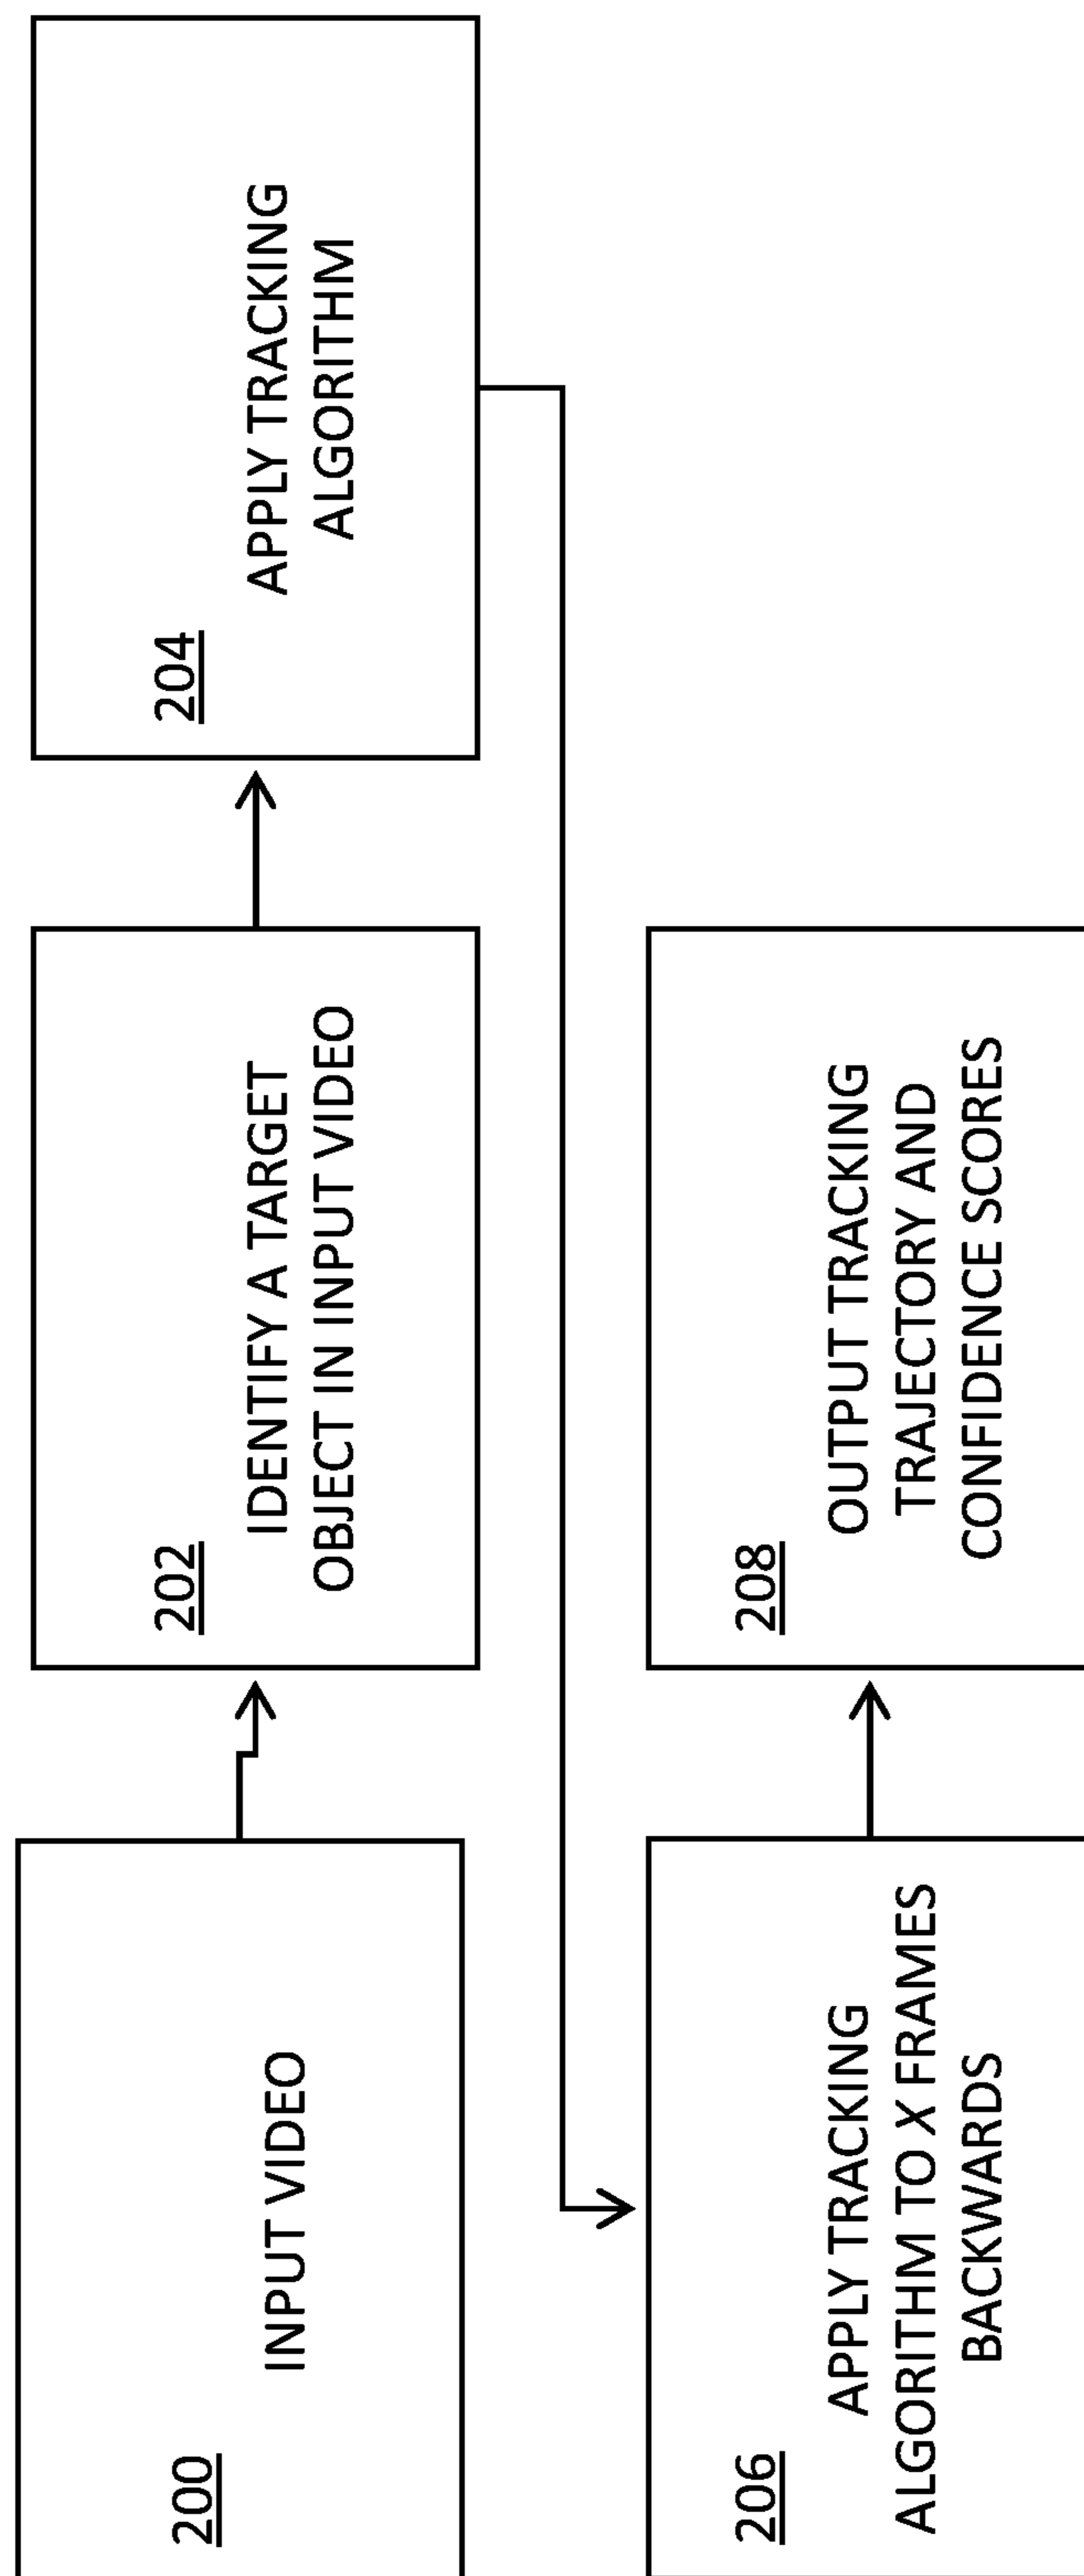 200
INPUT VIDEO
202
IDENTIFY A TARGET
OBJECT IN INPUT VIDEO
204
APPLY TRACKING
ALGORITHM
206
APPLY TRACKING
ALGORITHM TO X FRAMES
BACKWARDS
208
OUTPUT TRACKING
TRAJECTORY AND
CONFIDENCE SCORES